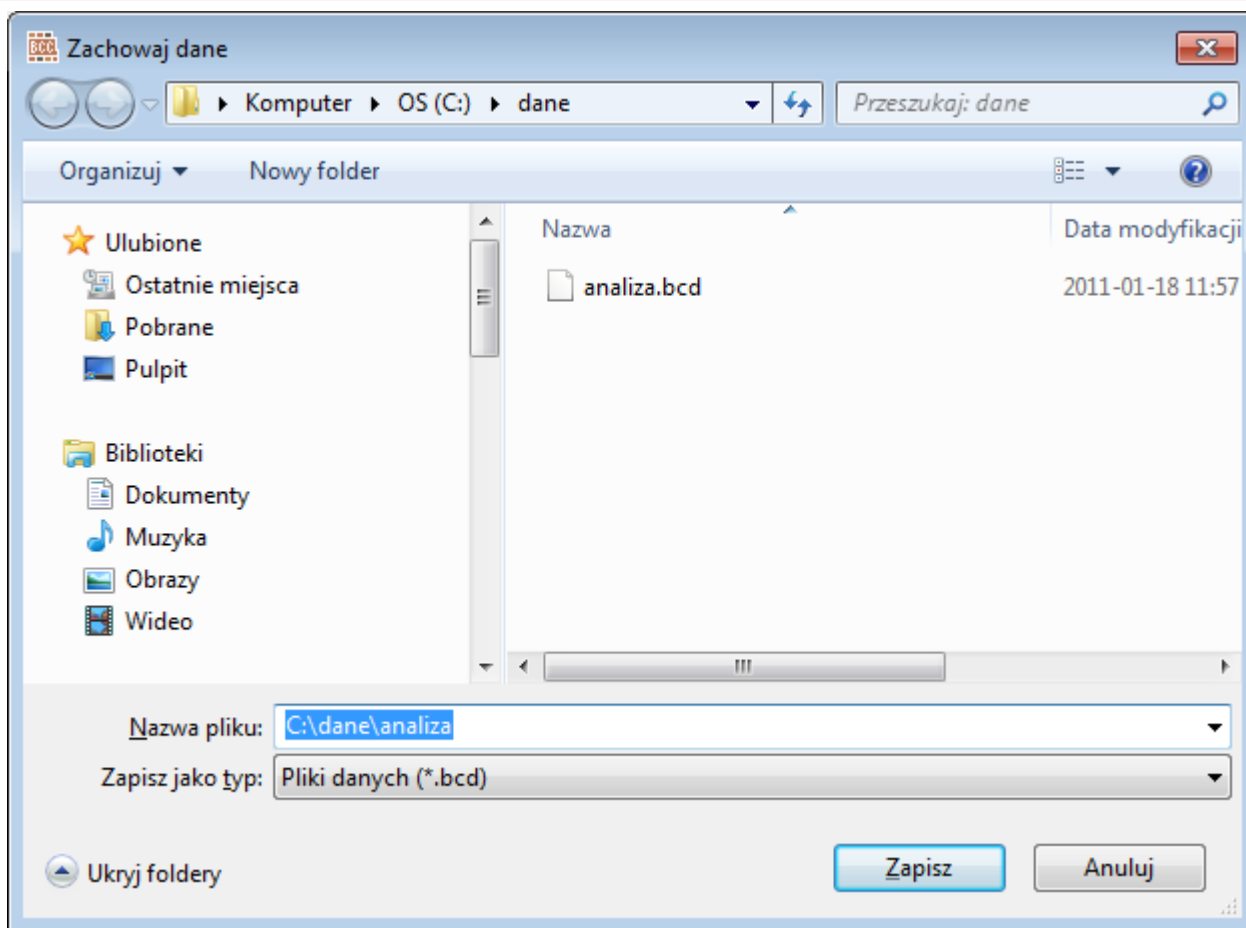 BCC Zachowaj dane
Komputer OS (C:) dane Przeszukaj: dane
Organizuj Nowy folder
Nazwa Data modyfikacji
Ulubione
Ostatnie miejsca
Pobrane
Pulpit
analiza.bcd 2011-01-18 11:57
Biblioteki
Dokumenty
Muzyka
Obrazy
Wideo
Nazwa pliku: C:\dane\analiza
Zapisz jako typ: Pliki danych (*.bcd)
Ukryj foldery Zapisz Anuluj